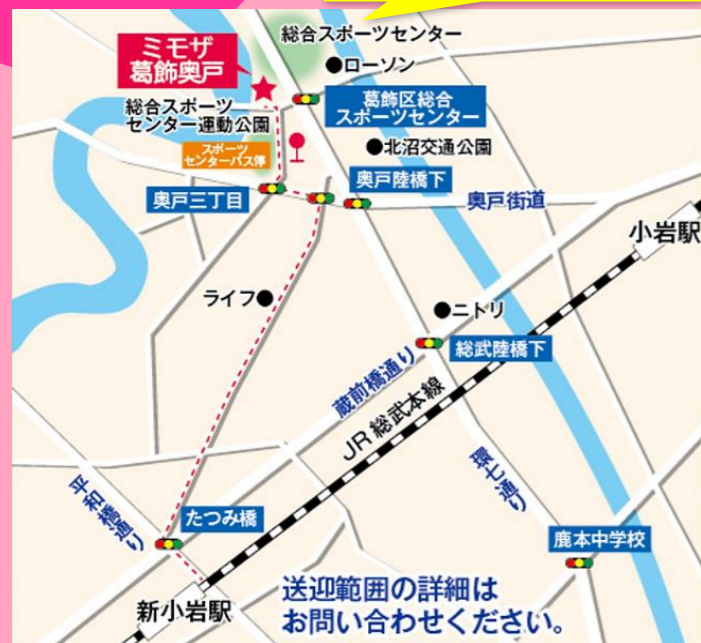 総合スポーツセンター
ミモザ
葛飾奥戸
ローソン
葛飾区総合
スポーツセンター
総合スポーツ
センター運動公園
スポーツ
センターバス停
北沼交通公園
奥戸三丁目
奥戸陸橋下
奥戸街道
小岩駅
ライフ
ニトリ
総武陸橋下
蔵前橋通り
JR総武本線
環七通り
平和橋通り
たつみ橋
鹿本中学校
新小岩駅
送迎範囲の詳細は
お問い合わせください。